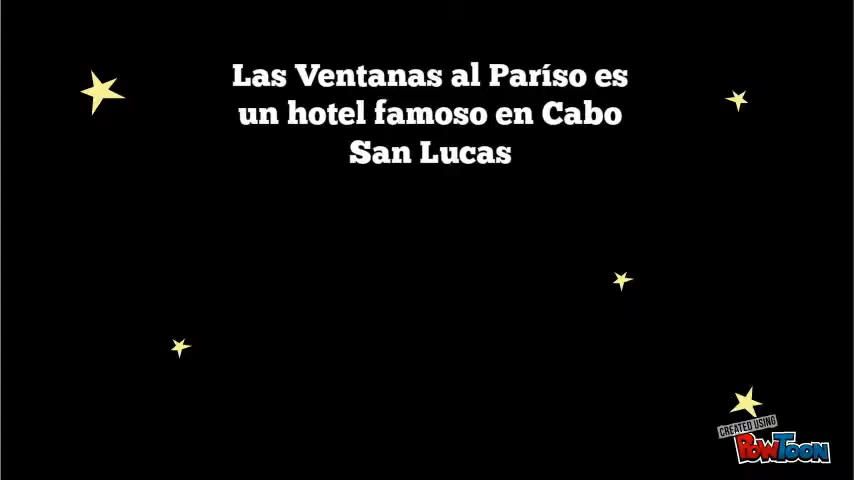 Las Ventanas al Paríso es
un hotel famoso en Cabo
San Lucas
CREATED USING
POWTOON